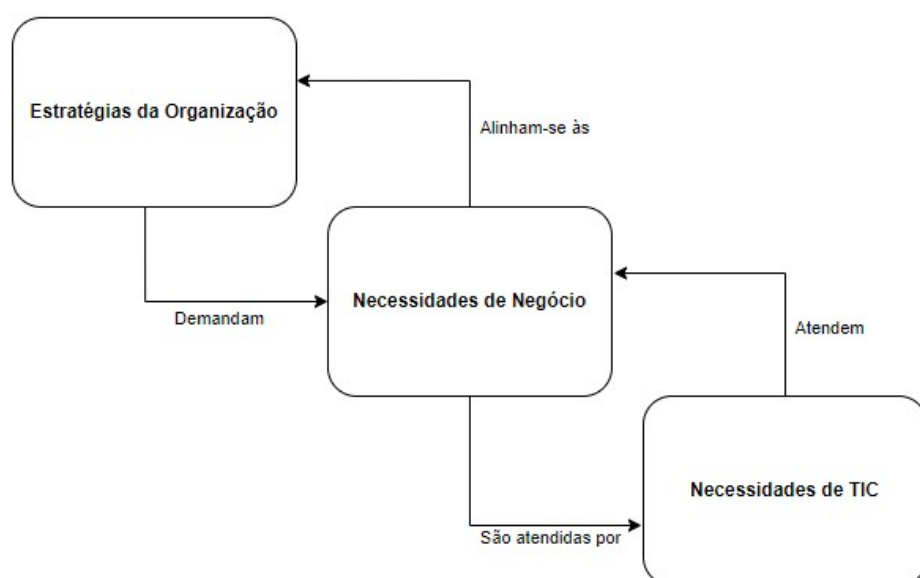 Estratégias da Organização
Alinham-se às
Demandam
Necessidades de Negócio
Atendem
Necessidades de TIC
São atendidas por